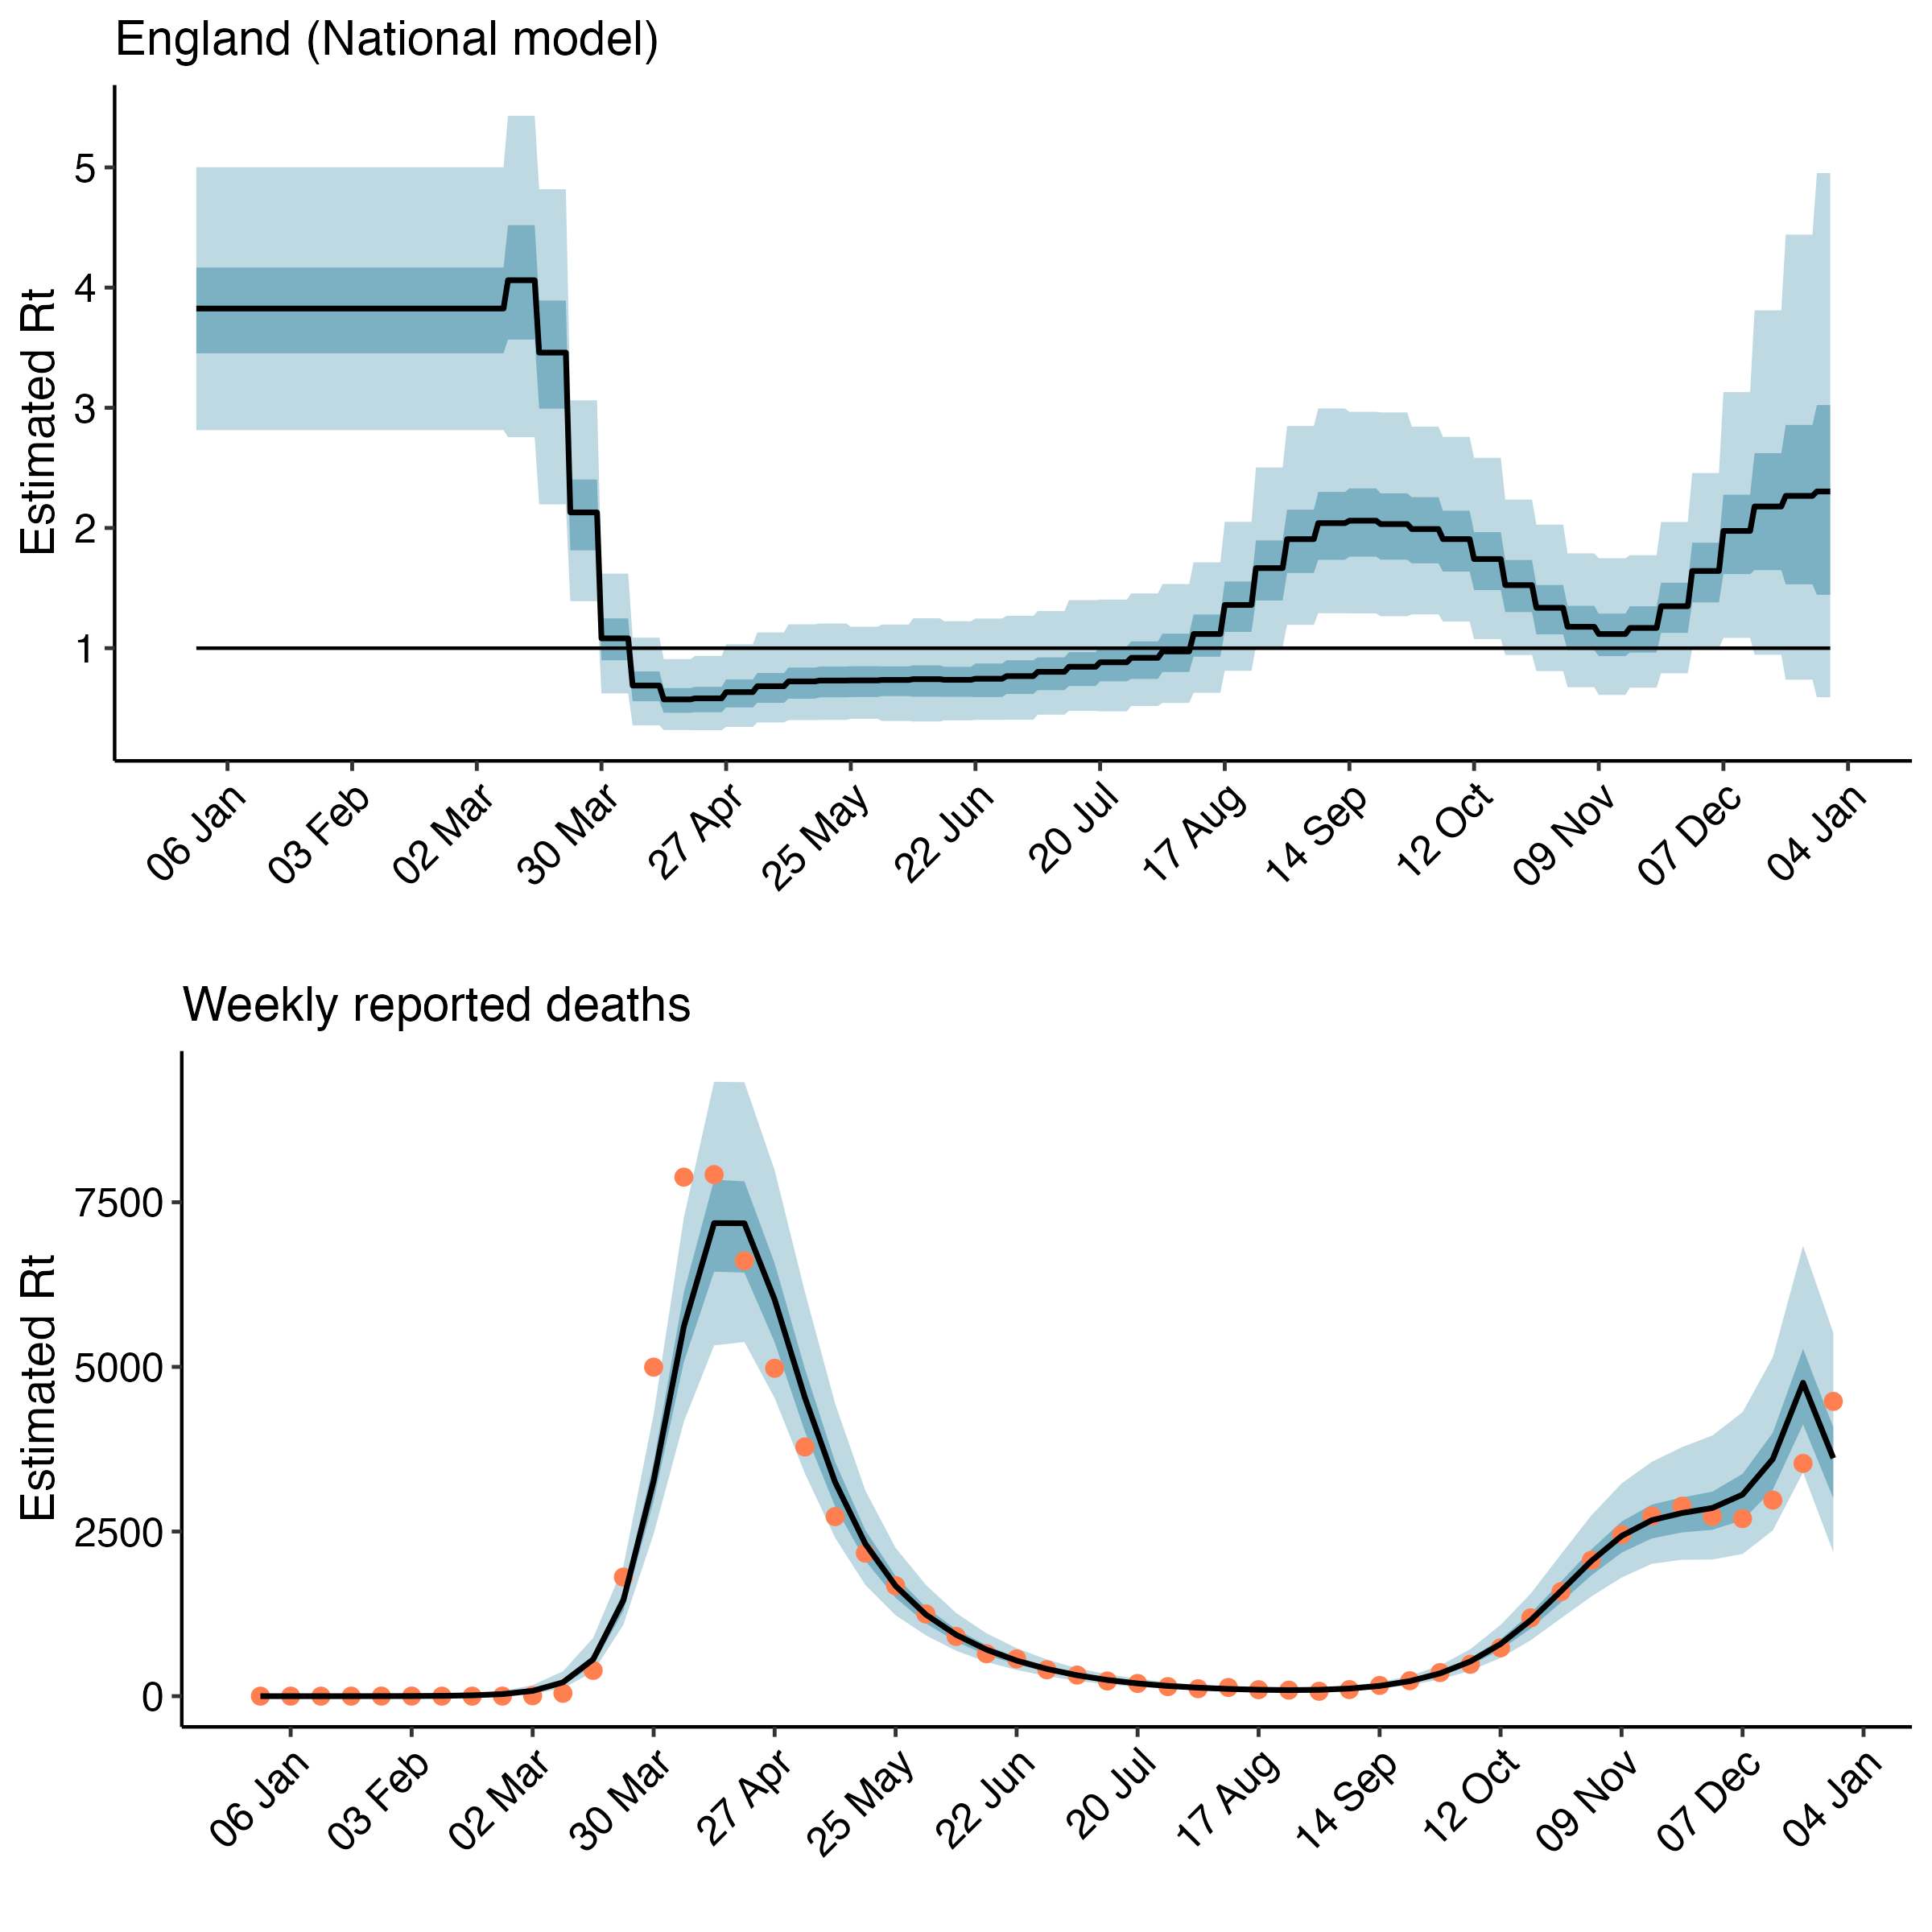 England (National model)
Estimated Rt
5
4
3
2
1
06 Jan
03 Feb
02 Mar
30 Mar
27 Apr
25 May
22 Jun
20 Jul
17 Aug
14 Sep
12 Oct
09 Nov
07 Dec
04 Jan
Weekly reported deaths
Estimated Rt
7500
5000
2500
0
06 Jan
03 Feb
02 Mar
30 Mar
27 Apr
25 May
22 Jun
20 Jul
17 Aug
14 Sep
12 Oct
09 Nov
07 Dec
04 Jan